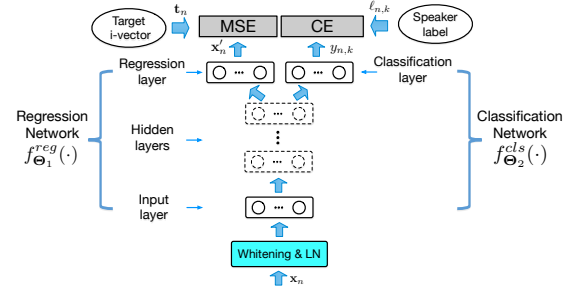 Target
i-vector
t_n
MSE
CE
ℓ_{n,k}
Speaker
label
x'_n
y_{n,k}
Regression
layer
Classification
layer
Regression
Network
f^{reg}_{Θ_1}(·)
Hidden
layers
Classification
Network
f^{cls}_{Θ_2}(·)
Input
layer
Whitening & LN
x_n